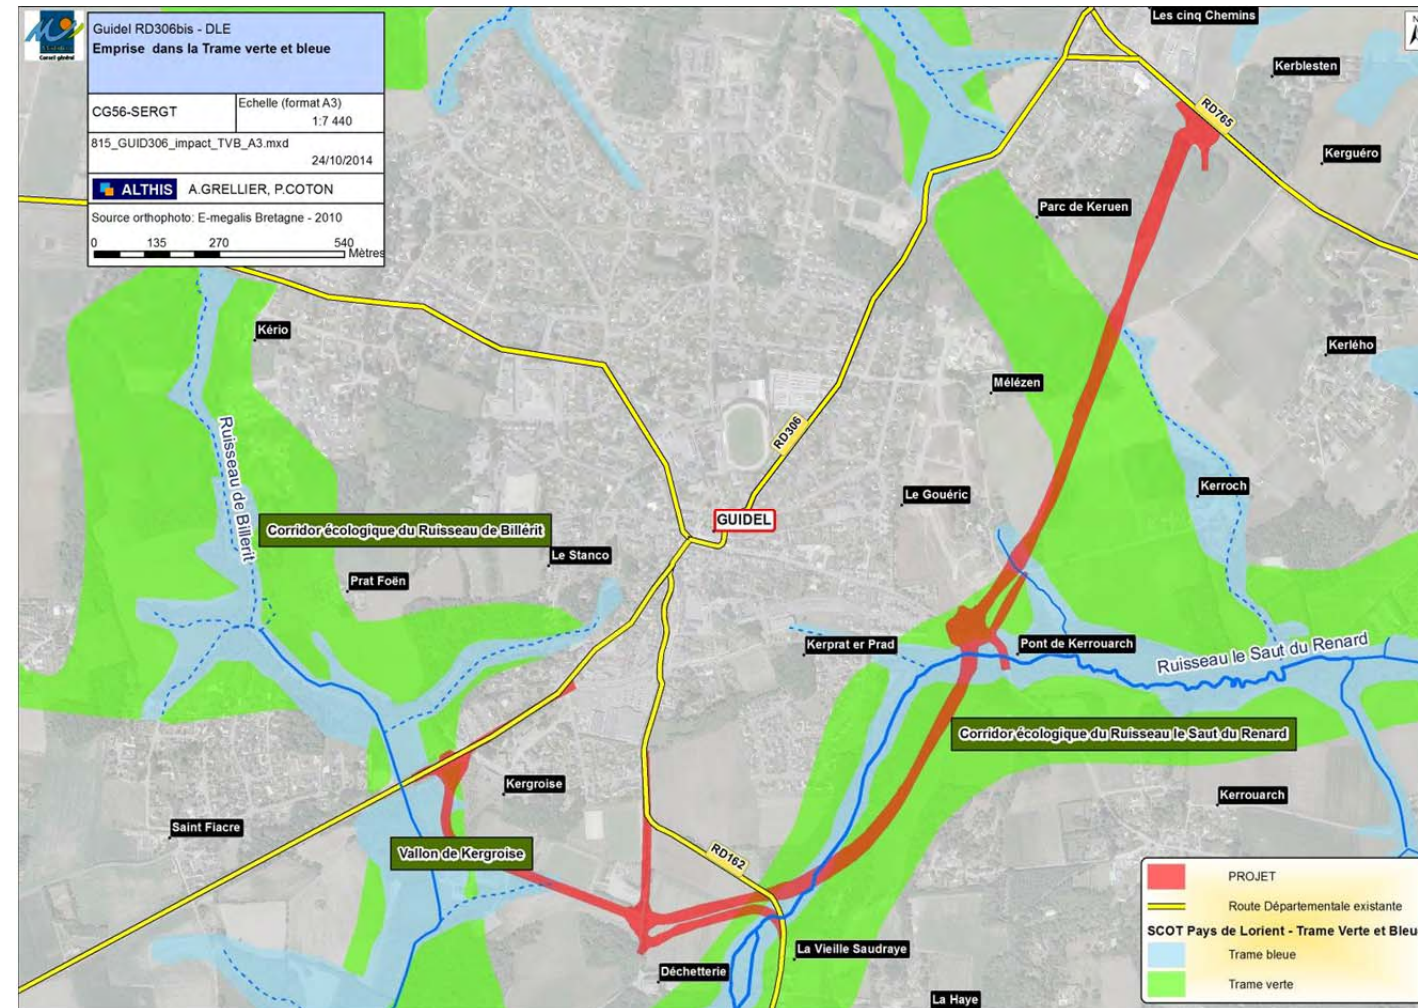 Conseil général
Guidel RD306bis - DLE
Emprise dans la Trame verte et bleue
CG56-SERGT
Echelle (format A3)
1:7 440
815_GUID306_impact_TVB_A3.mxd
24/10/2014
ALTHIS A.GRELLIER, P.COTON
Source orthophoto: E-megalis Bretagne - 2010
0 135 270 540
Mètres
Les cinq Chemins
N
Kerblesten
RD765
Kerguéro
Parc de Keruen
Kério
Kerlého
Mélézen
RD306
Ruisseau de Billerit
Kerroch
Le Gouéric
GUIDEL
Corridor écologique du Ruisseau de Billérit
Le Stanco
Prat Foën
Kerprat er Prad
Pont de Kerrouarch
Ruisseau le Saut du Renard
Corridor écologique du Ruisseau le Saut du Renard
Kergroise
Kerrouarch
Saint Fiacre
Vallon de Kergroise
RD162
La Vieille Saudraye
Déchetterie
La Haye
PROJET
Route Départementale existante
SCOT Pays de Lorient - Trame Verte et Bleu
Trame bleue
Trame verte